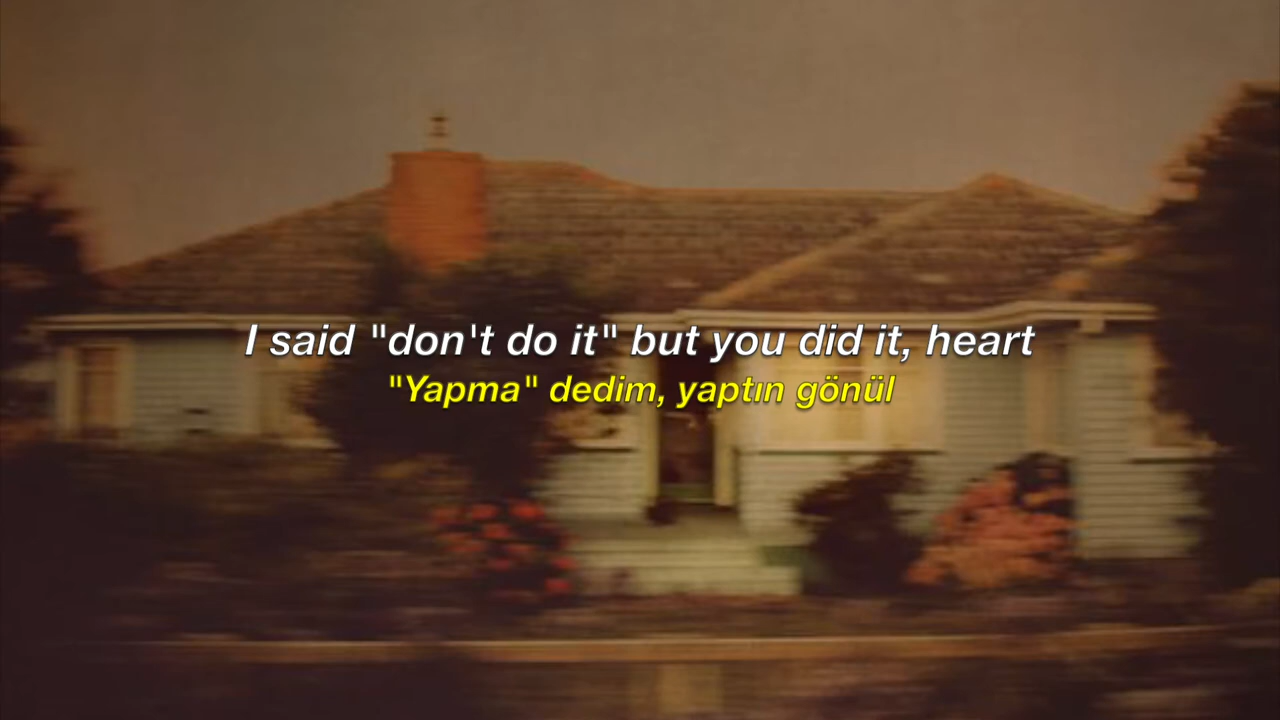 I said "don't do it" but you did it, heart
"Yapma" dedim, yaptın gönül